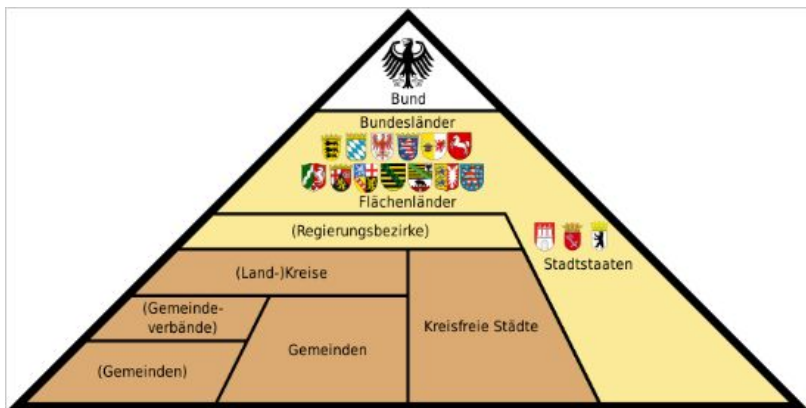 Bund
Bundesländer
Flächenländer
(Regierungsbezirke)
Stadtstaaten
(Land-)Kreise
(Gemeinde-
verbände)
Gemeinden
Kreisfreie Städte
(Gemeinden)